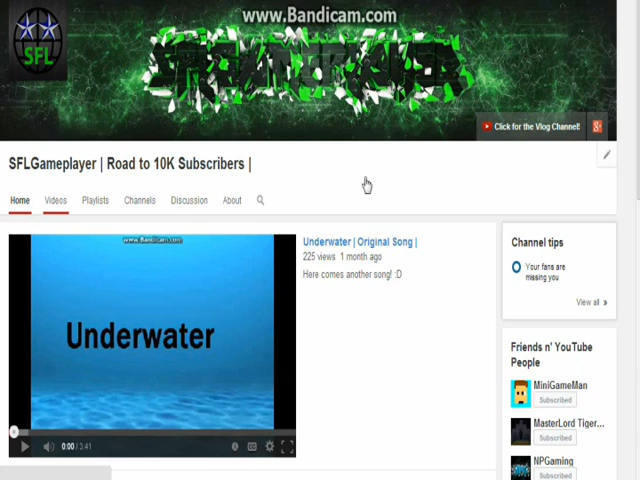 www.Bandicam.com
SFL
Click for the Vlog Channel!
SFLGameplayer | Road to 10K Subscribers |
Home Videos Playlists Channels Discussion About
www.Bandicam.com
Underwater | Original Song |
225 views 1 month ago
Here comes another song! :D
Underwater
0:00 / 3:41
Channel tips
Your fans are
missing you
View all »
Friends n' YouTube
People
MiniGameMan
Subscribed
MasterLord Tiger...
Subscribed
NPGaming
Subscribed